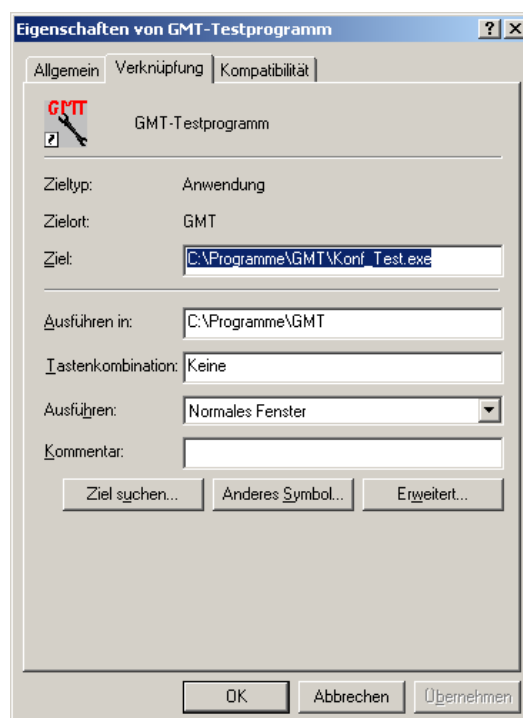 Eigenschaften von GMT-Testprogramm
Allgemein Verknüpfung Kompatibilität
GMT
GMT-Testprogramm
Zieltyp: Anwendung
Zielort: GMT
Ziel: C:\Programme\GMT\Konf_Test.exe
Ausführen in: C:\Programme\GMT
Tastenkombination: Keine
Ausführen: Normales Fenster
Kommentar:
Ziel suchen... Anderes Symbol... Erweitert...
OK Abbrechen Übernehmen